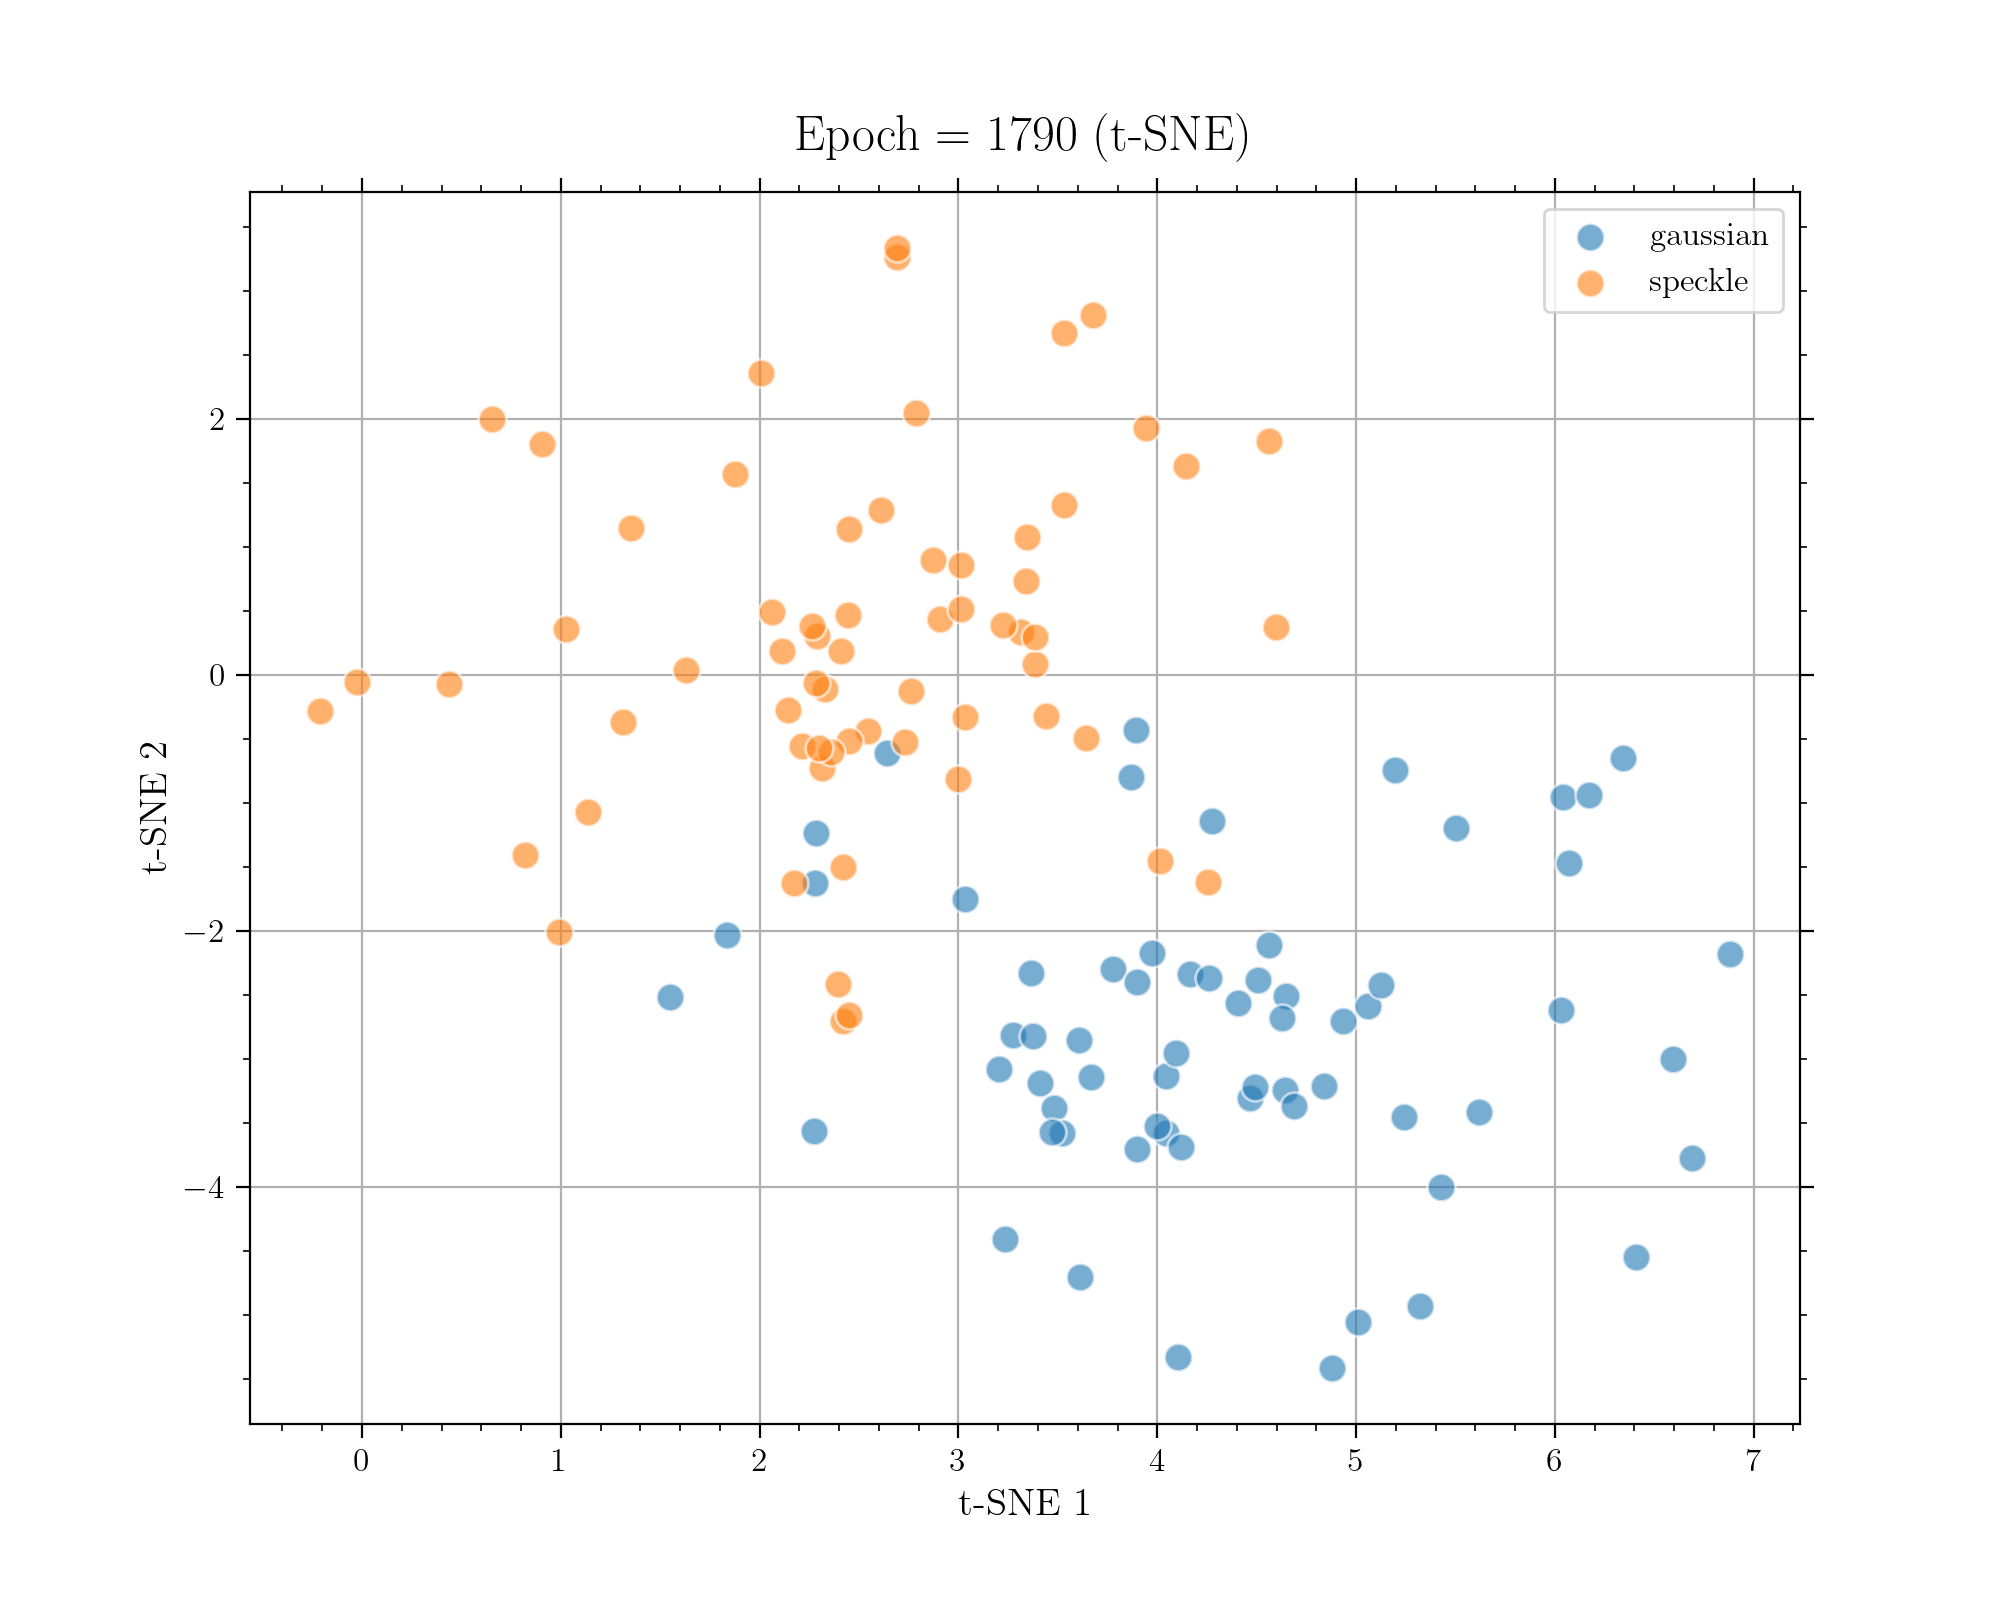 Epoch = 1790 (t-SNE)
gaussian
speckle
2
0
−2
−4
t-SNE 2
0 1 2 3 4 5 6 7
t-SNE 1